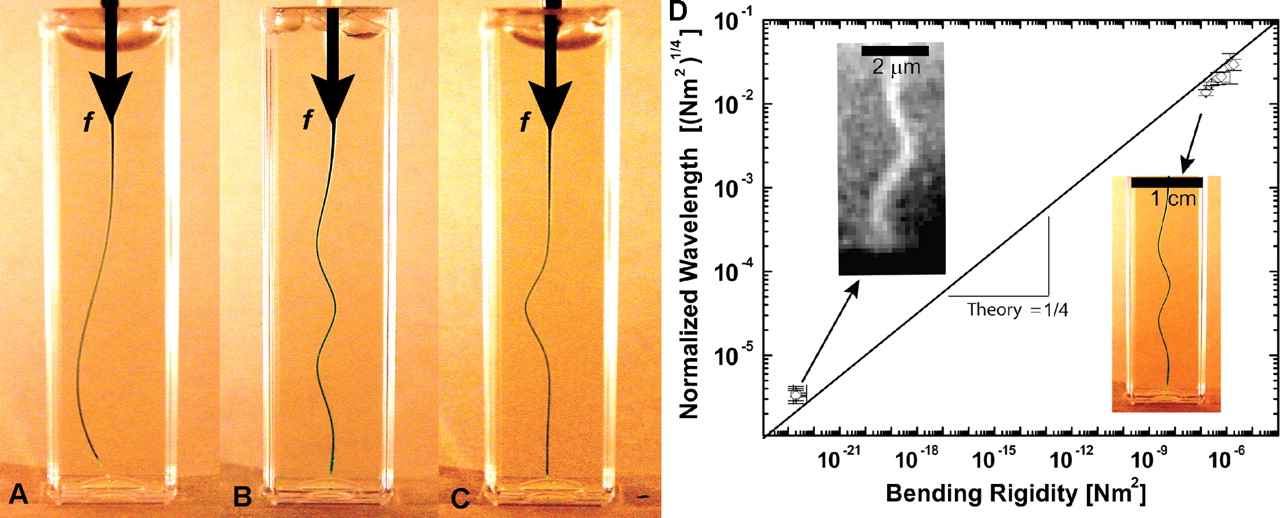 f
f
f
A
B
C
D
Normalized Wavelength [(Nm²)¹/⁴]
10⁻¹
10⁻²
10⁻³
10⁻⁴
10⁻⁵
2 μm
1 cm
Theory = 1/4
10⁻²¹
10⁻¹⁸
10⁻¹⁵
10⁻¹²
10⁻⁹
10⁻⁶
Bending Rigidity [Nm²]